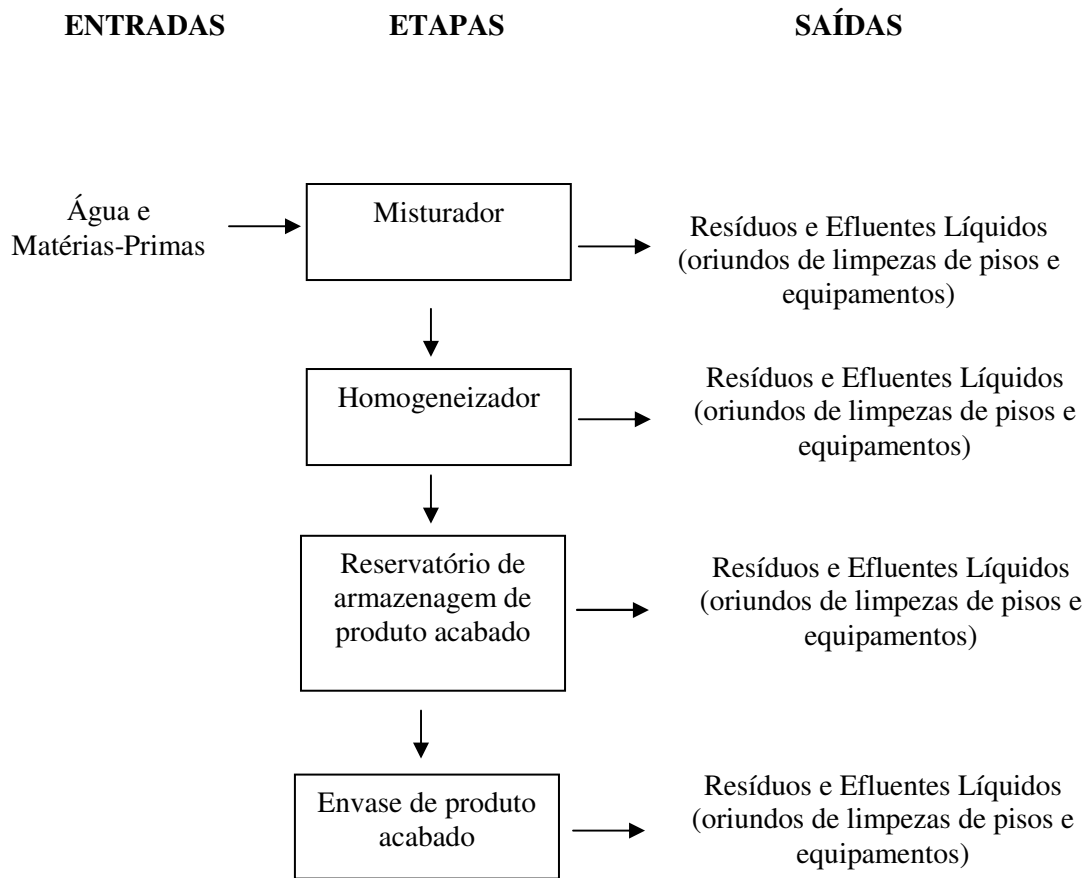 ENTRADAS ETAPAS SAÍDAS
Água e
Matérias-Primas
Misturador
Resíduos e Efluentes Líquidos
(oriundos de limpezas de pisos e
equipamentos)
Homogeneizador
Resíduos e Efluentes Líquidos
(oriundos de limpezas de pisos e
equipamentos)
Reservatório de
armazenagem de
produto acabado
Resíduos e Efluentes Líquidos
(oriundos de limpezas de pisos e
equipamentos)
Envase de produto
acabado
Resíduos e Efluentes Líquidos
(oriundos de limpezas de pisos e
equipamentos)